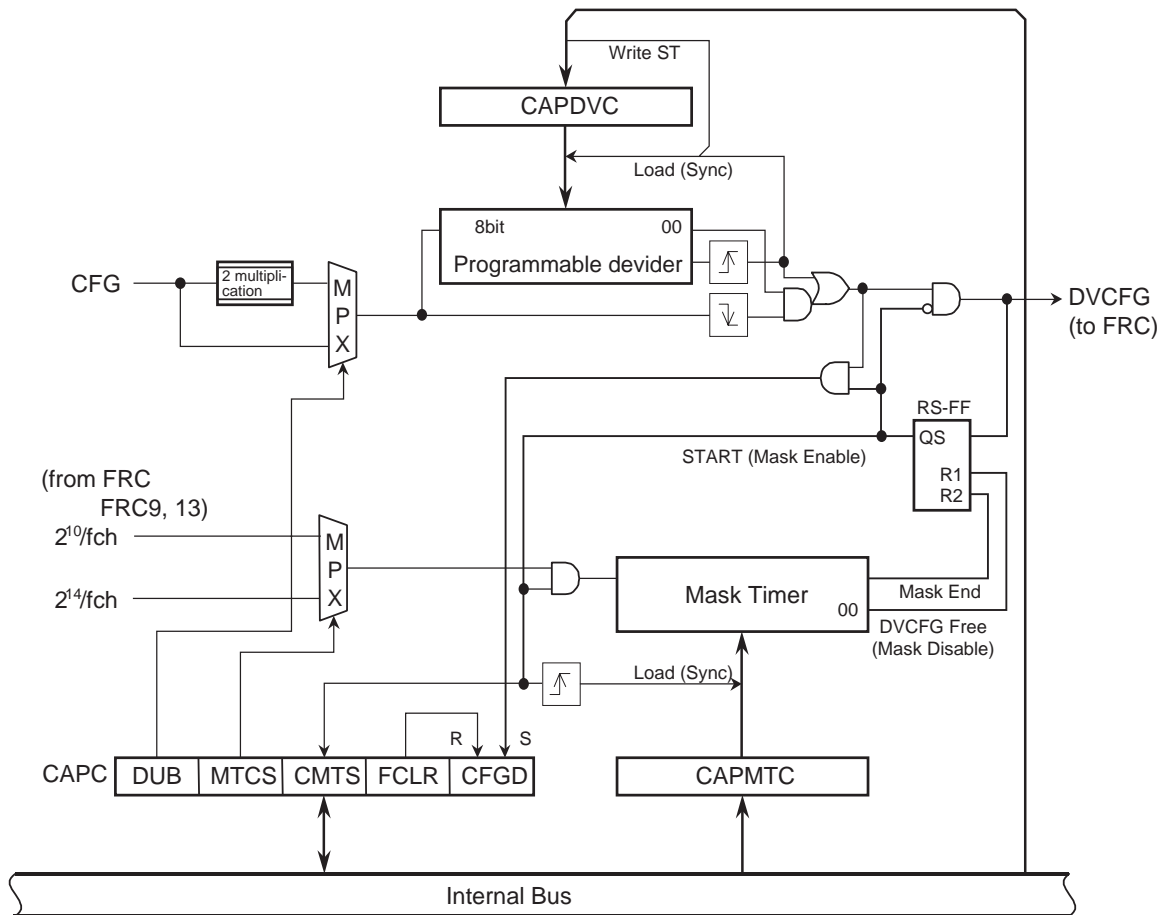 Write ST
CAPDVC
Load (Sync)
8bit 00
Programmable devider
CFG
2 multipli-
cation
M
P
X
DVCFG
(to FRC)
RS-FF
QS
R1
R2
START (Mask Enable)
(from FRC
FRC9, 13)
2¹⁰/fch
2¹⁴/fch
M
P
X
Mask Timer
00
Mask End
DVCFG Free
(Mask Disable)
Load (Sync)
R S
CAPC DUB MTCS CMTS FCLR CFGD
CAPMTC
Internal Bus